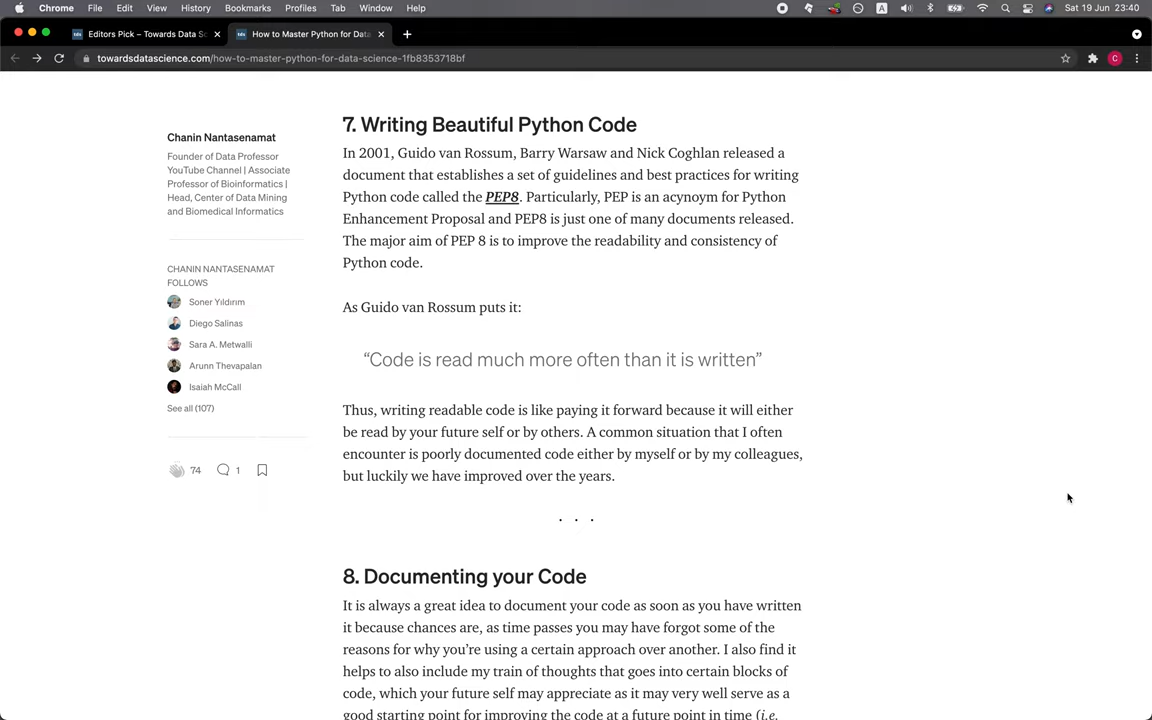 Chrome File Edit View History Bookmarks Profiles Tab Window Help A Sat 19 Jun 23:40
Editors Pick – Towards Data Sc How to Master Python for Data
towardsdatascience.com/how-to-master-python-for-data-science-1fb8353718bf C
7. Writing Beautiful Python Code
In 2001, Guido van Rossum, Barry Warsaw and Nick Coghlan released a
document that establishes a set of guidelines and best practices for writing
Python code called the PEP8. Particularly, PEP is an acynoym for Python
Enhancement Proposal and PEP8 is just one of many documents released.
The major aim of PEP 8 is to improve the readability and consistency of
Python code.
As Guido van Rossum puts it:
“Code is read much more often than it is written”
Thus, writing readable code is like paying it forward because it will either
be read by your future self or by others. A common situation that I often
encounter is poorly documented code either by myself or by my colleagues,
but luckily we have improved over the years.
. . .
8. Documenting your Code
It is always a great idea to document your code as soon as you have written
it because chances are, as time passes you may have forgot some of the
reasons for why you’re using a certain approach over another. I also find it
helps to also include my train of thoughts that goes into certain blocks of
code, which your future self may appreciate as it may very well serve as a
good starting point for improving the code at a future point in time (i.e.
Chanin Nantasenamat
Founder of Data Professor
YouTube Channel | Associate
Professor of Bioinformatics |
Head, Center of Data Mining
and Biomedical Informatics
CHANIN NANTASENAMAT
FOLLOWS
Soner Yıldırım
Diego Salinas
Sara A. Metwalli
Arunn Thevapalan
Isaiah McCall
See all (107)
74 1